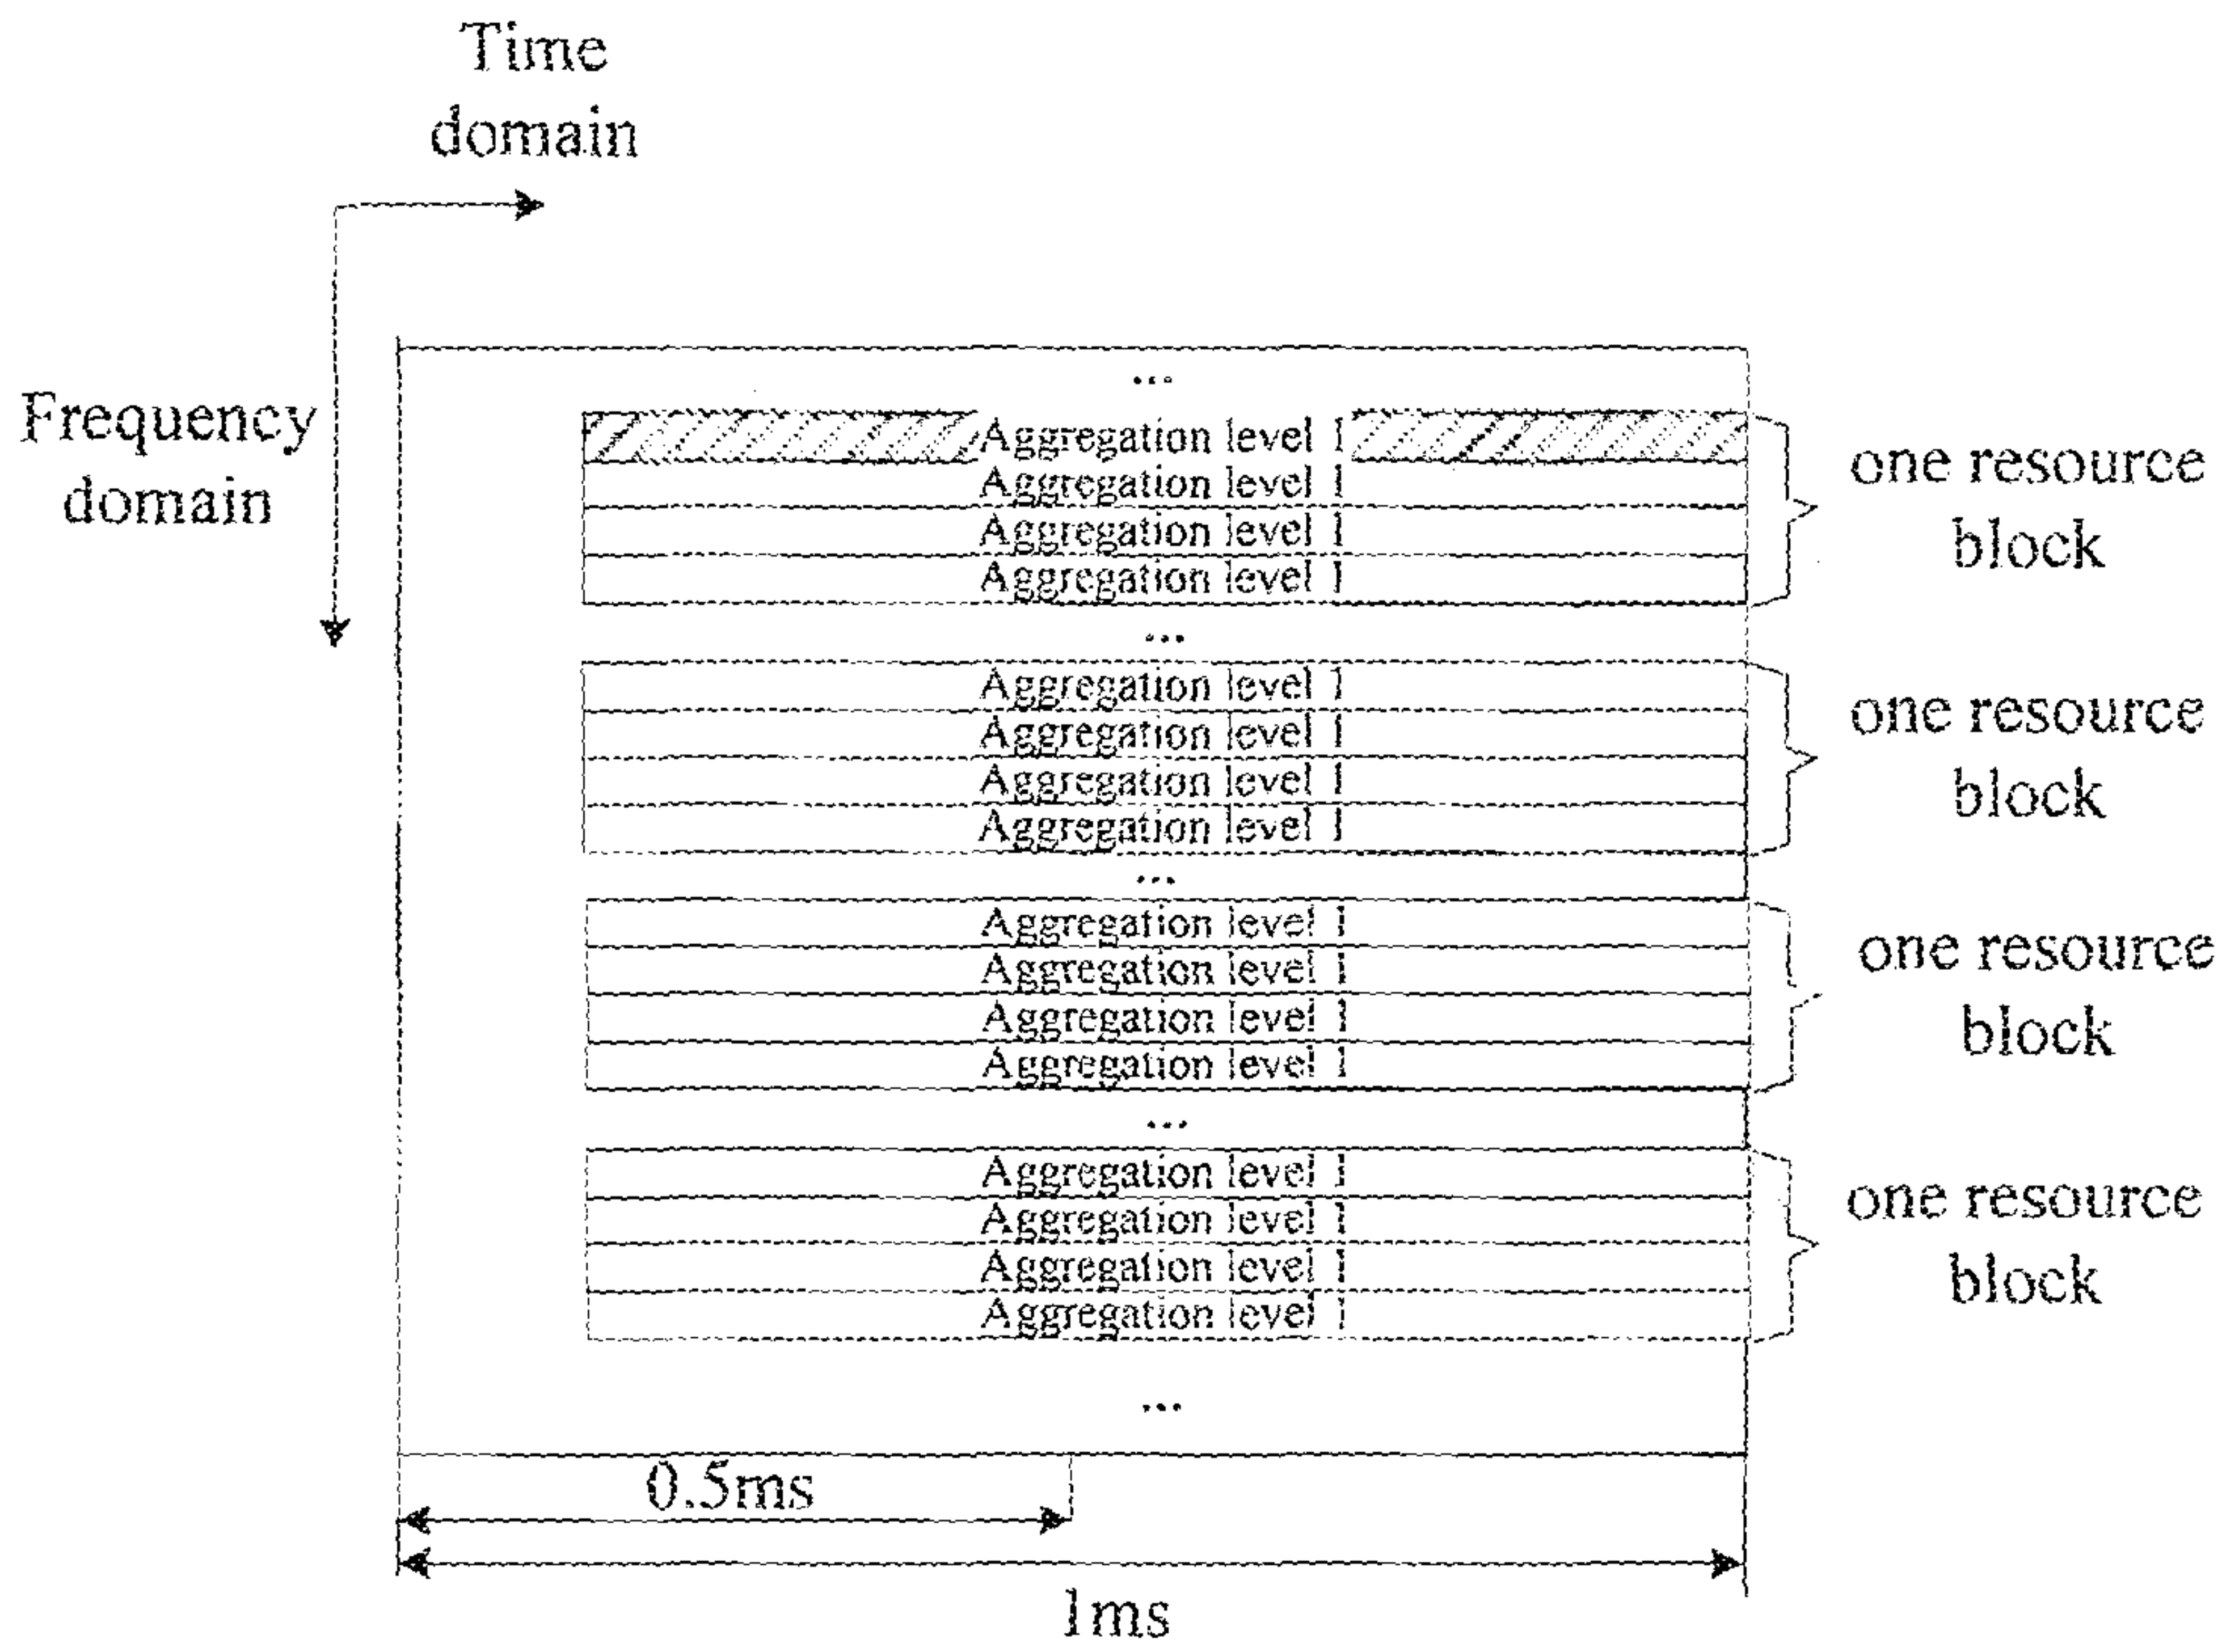 Time
domain
Frequency
domain
...
Aggregation level 1
Aggregation level 1
Aggregation level 1
Aggregation level 1
one resource
block
...
Aggregation level 1
Aggregation level 1
Aggregation level 1
Aggregation level 1
one resource
block
...
Aggregation level 1
Aggregation level 1
Aggregation level 1
Aggregation level 1
one resource
block
...
Aggregation level 1
Aggregation level 1
Aggregation level 1
Aggregation level 1
one resource
block
...
0.5ms
1ms